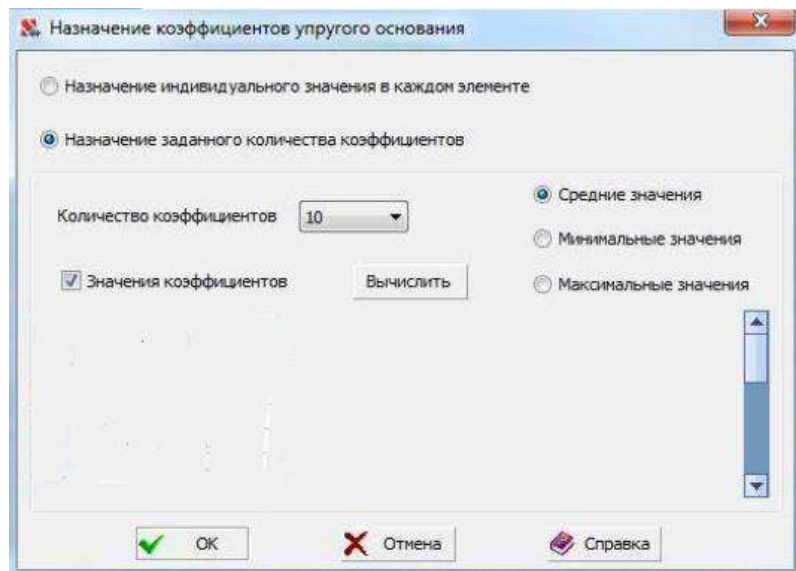 Назначение коэффициентов упругого основания
Назначение индивидуального значения в каждом элементе
Назначение заданного количества коэффициентов
Количество коэффициентов 10
Значения коэффициентов Вычислить
Средние значения
Минимальные значения
Максимальные значения
ОК Отмена Справка